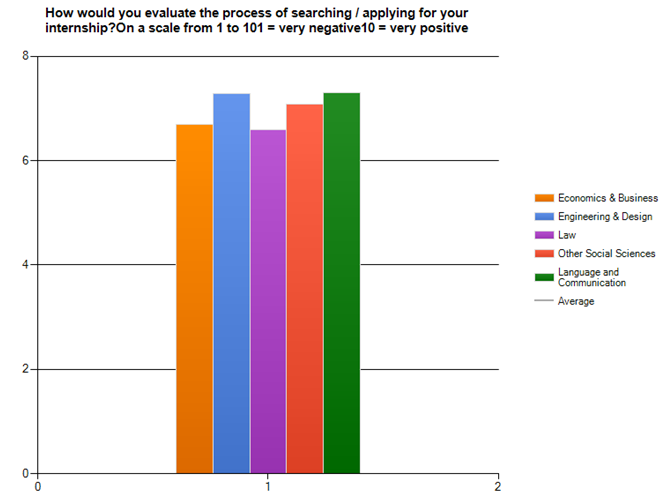 How would you evaluate the process of searching / applying for your
internship?On a scale from 1 to 101 = very negative10 = very positive
8
6
4
2
0
0
1
2
Economics & Business
Engineering & Design
Law
Other Social Sciences
Language and
Communication
Average